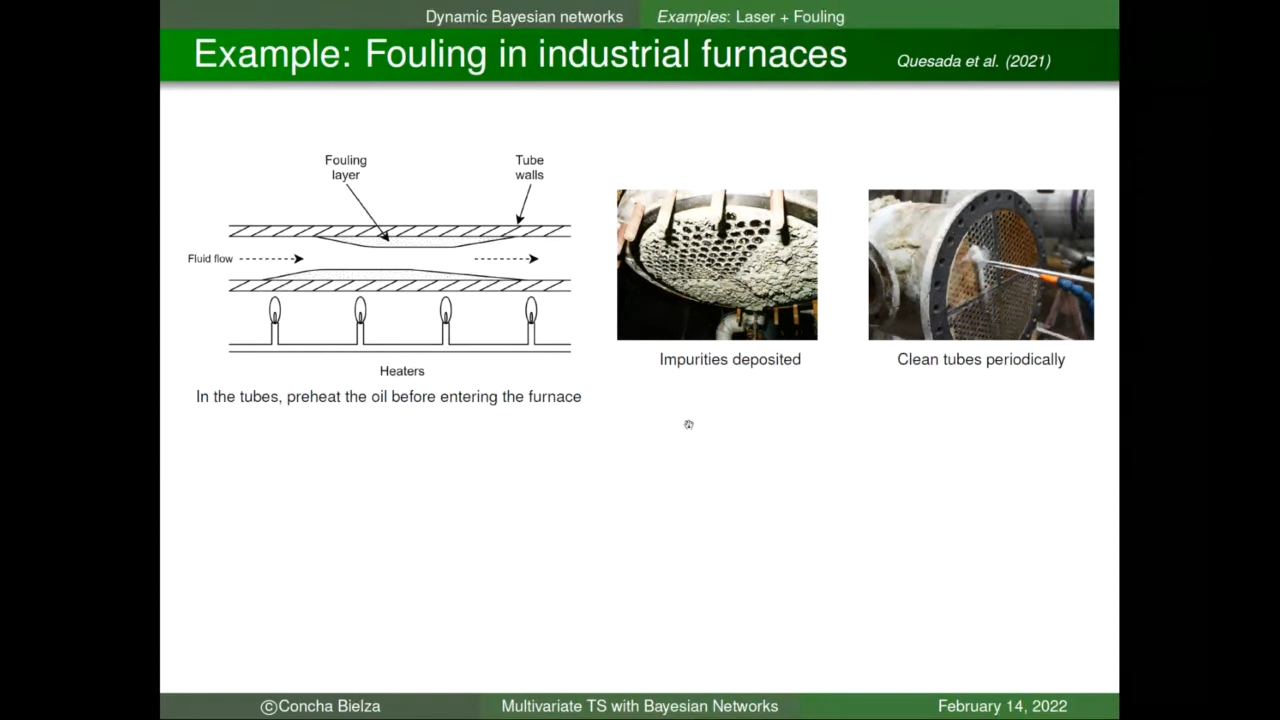 Dynamic Bayesian networks
Examples: Laser + Fouling
Example: Fouling in industrial furnaces
Quesada et al. (2021)
Fouling
layer
Tube
walls
Fluid flow
Heaters
In the tubes, preheat the oil before entering the furnace
Impurities deposited
Clean tubes periodically
©Concha Bielza
Multivariate TS with Bayesian Networks
February 14, 2022